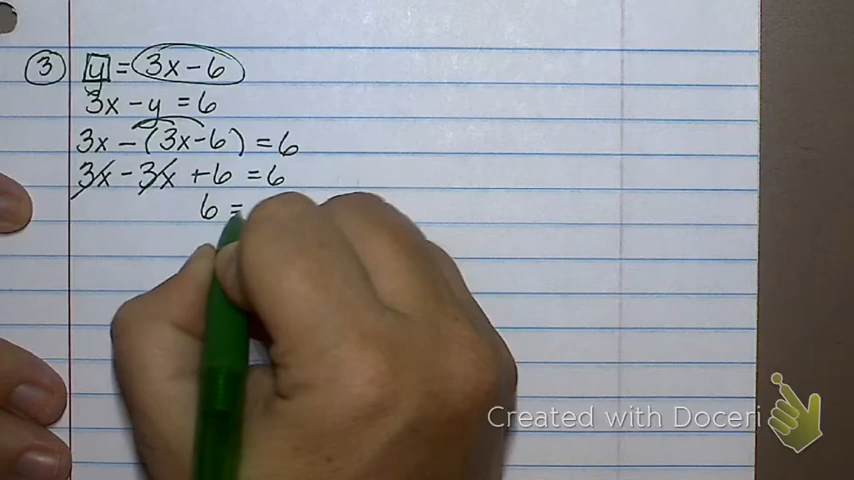 3 y = 3x - 6
3x - y = 6
3x - (3x - 6) = 6
3x - 3x + 6 = 6
6 =
Created with Doceri